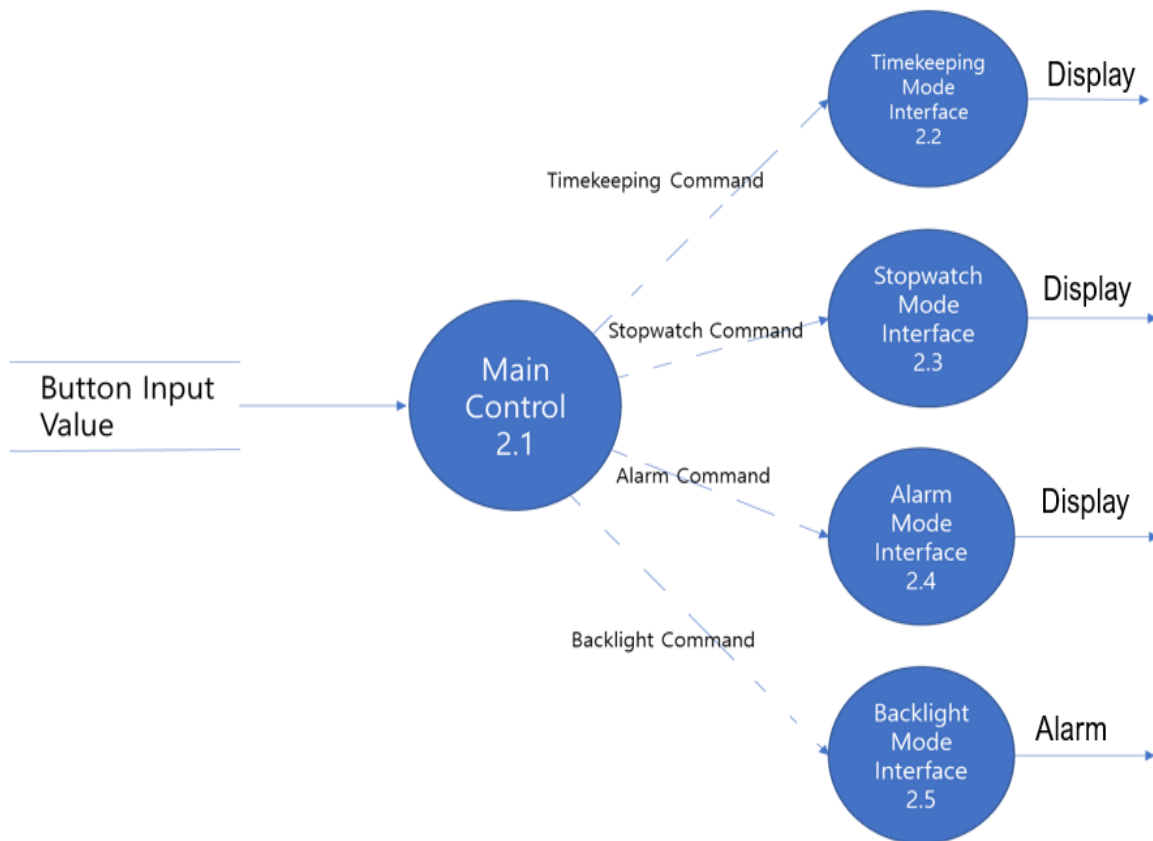 Timekeeping
Mode
Interface
2.2
Display
Timekeeping Command
Stopwatch
Mode
Interface
2.3
Display
Stopwatch Command
Button Input
Value
Main
Control
2.1
Alarm Command
Alarm
Mode
Interface
2.4
Display
Backlight Command
Backlight
Mode
Interface
2.5
Alarm